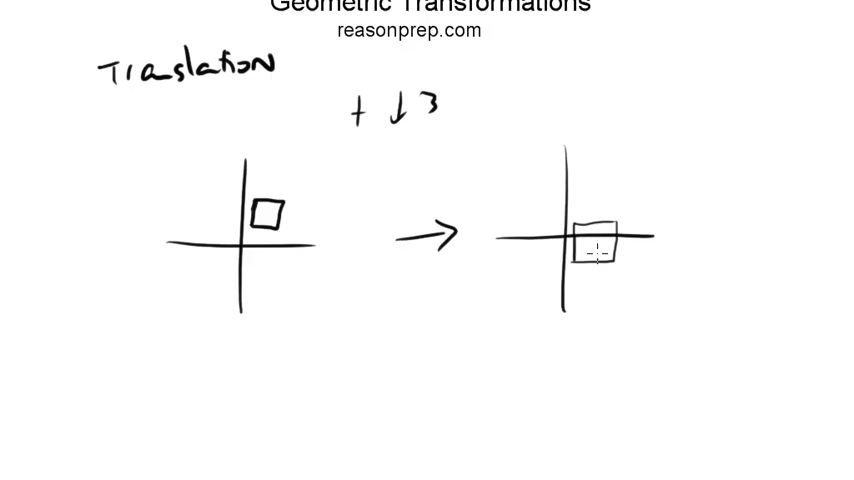 Geometric Transformations
reasonprep.com
Translation
+ ↓ 3